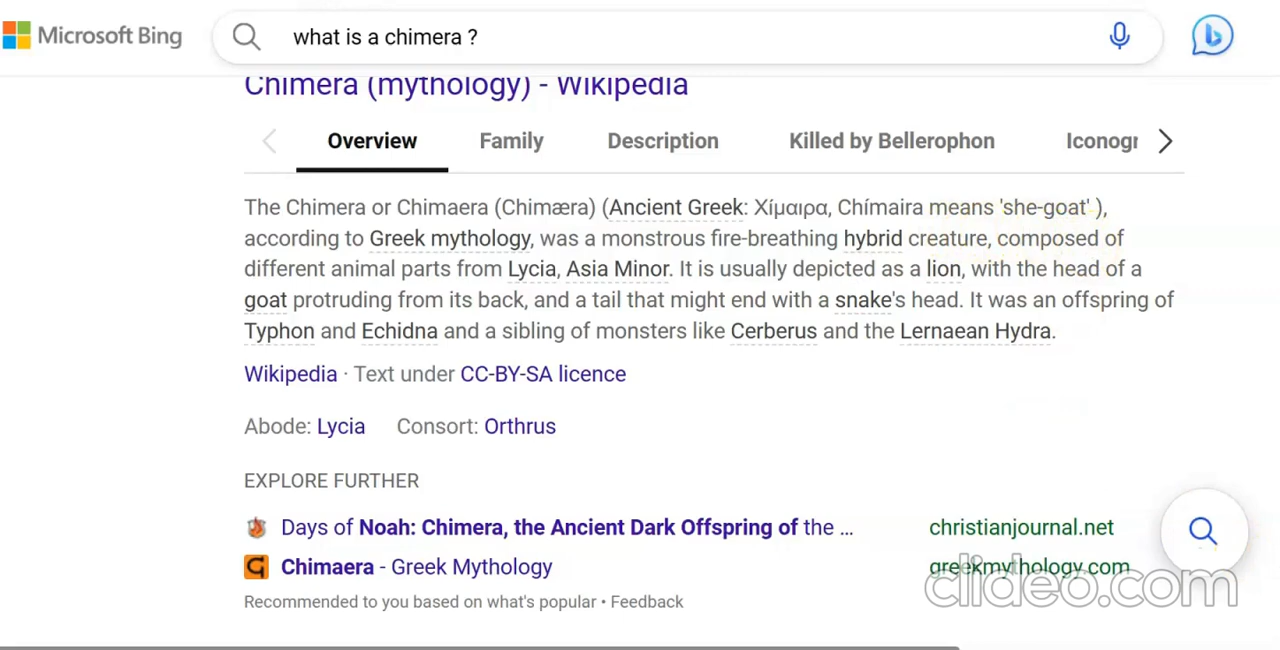 Microsoft Bing
what is a chimera ?
Chimera (mythology) - Wikipedia
Overview Family Description Killed by Bellerophon Iconogr
The Chimera or Chimaera (Chimæra) (Ancient Greek: Χίμαιρα, Chímaira means 'she-goat' ),
according to Greek mythology, was a monstrous fire-breathing hybrid creature, composed of
different animal parts from Lycia, Asia Minor. It is usually depicted as a lion, with the head of a
goat protruding from its back, and a tail that might end with a snake's head. It was an offspring of
Typhon and Echidna and a sibling of monsters like Cerberus and the Lernaean Hydra.
Wikipedia · Text under CC-BY-SA licence
Abode: Lycia Consort: Orthrus
EXPLORE FURTHER
Days of Noah: Chimera, the Ancient Dark Offspring of the ... christianjournal.net
Chimaera - Greek Mythology greekmythology.com
clideo.com
Recommended to you based on what's popular • Feedback